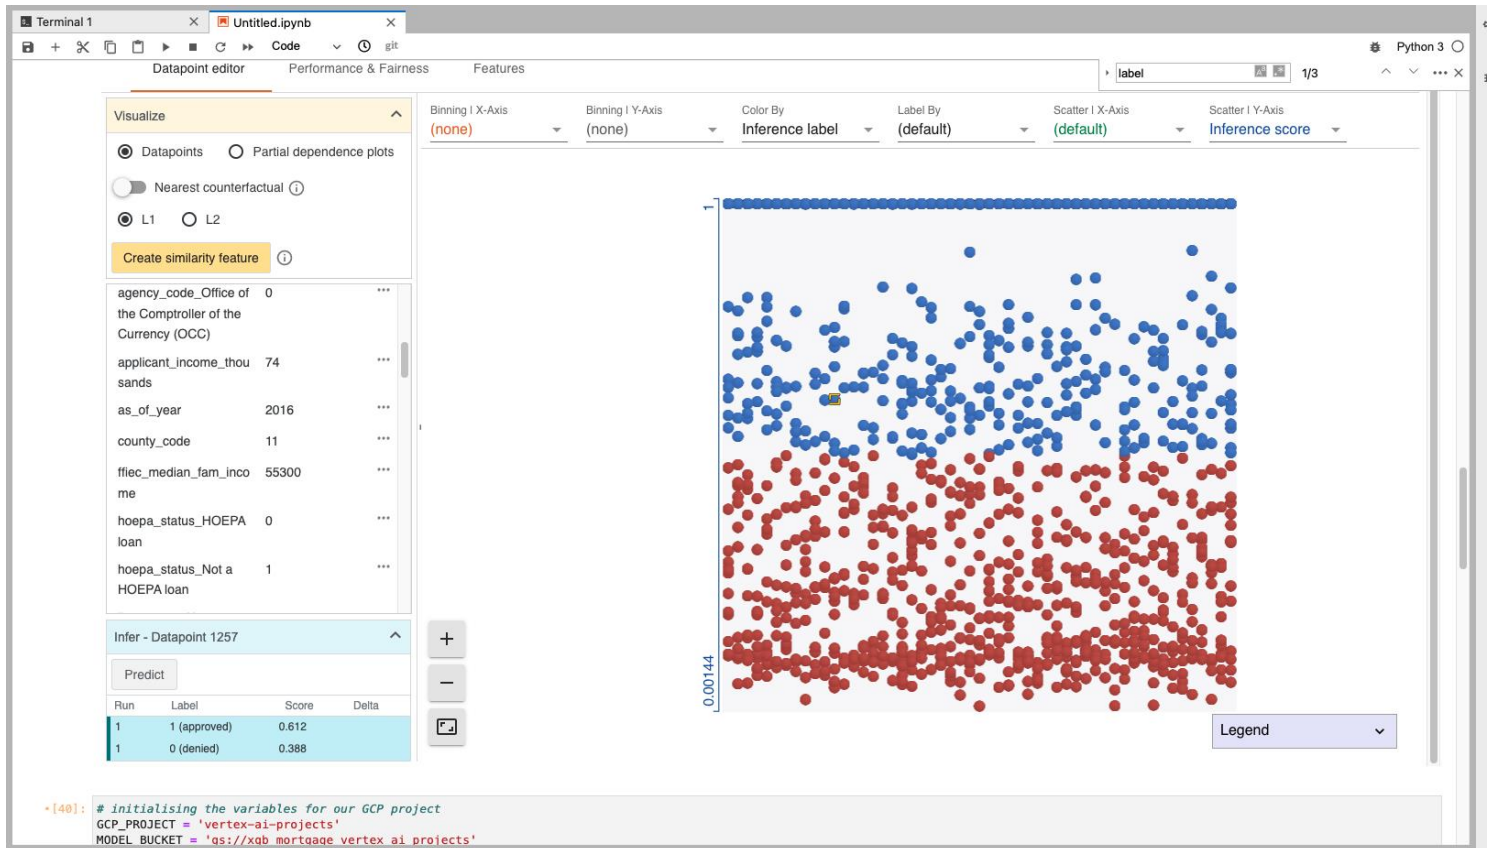 Terminal 1
Untitled.ipynb
Code
git
Python 3
Datapoint editor
Performance & Fairness
Features
label
1/3
Visualize
Datapoints
Partial dependence plots
Nearest counterfactual
L1
L2
Create similarity feature
agency_code_Office of 0
the Comptroller of the
Currency (OCC)
applicant_income_thou 74
sands
as_of_year 2016
county_code 11
ffiec_median_fam_inco 55300
me
hoepa_status_HOEPA 0
loan
hoepa_status_Not a 1
HOEPA loan
Infer - Datapoint 1257
Predict
Run Label Score Delta
1 1 (approved) 0.612
1 0 (denied) 0.388
Binning | X-Axis
(none)
Binning | Y-Axis
(none)
Color By
Inference label
Label By
(default)
Scatter | X-Axis
(default)
Scatter | Y-Axis
Inference score
1
0.00144
Legend
[40]: # initialising the variables for our GCP project
GCP_PROJECT = 'vertex-ai-projects'
MODEL_BUCKET = 'gs://xgb_mortgage_vertex_ai_projects'